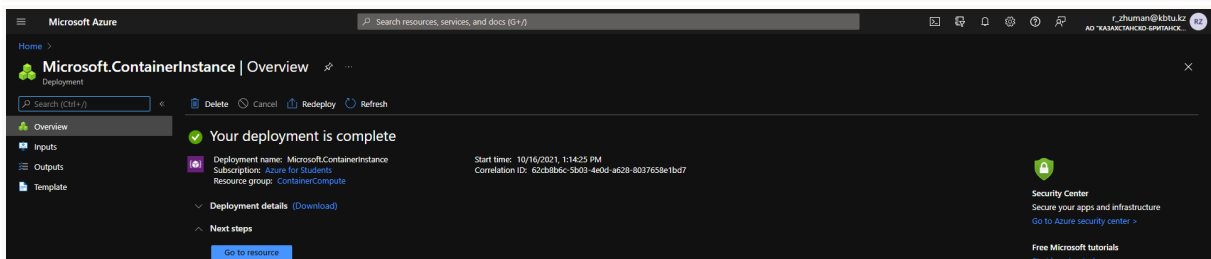 Microsoft Azure
Search resources, services, and docs (G+/)
r_zhuman@kbtu.kz
АО "КАЗАХСТАНСКО-БРИТАНСК...
RZ
Home >
Microsoft.ContainerInstance | Overview
Deployment
Search (Ctrl+/)
Delete Cancel Redeploy Refresh
Overview
Inputs
Outputs
Template
Your deployment is complete
Deployment name: Microsoft.ContainerInstance
Subscription: Azure for Students
Resource group: ContainerCompute
Start time: 10/16/2021, 1:14:25 PM
Correlation ID: 62cb8b6c-5b03-4e0d-a628-8037658e1bd7
Deployment details (Download)
Next steps
Go to resource
Security Center
Secure your apps and infrastructure
Go to Azure security center >
Free Microsoft tutorials